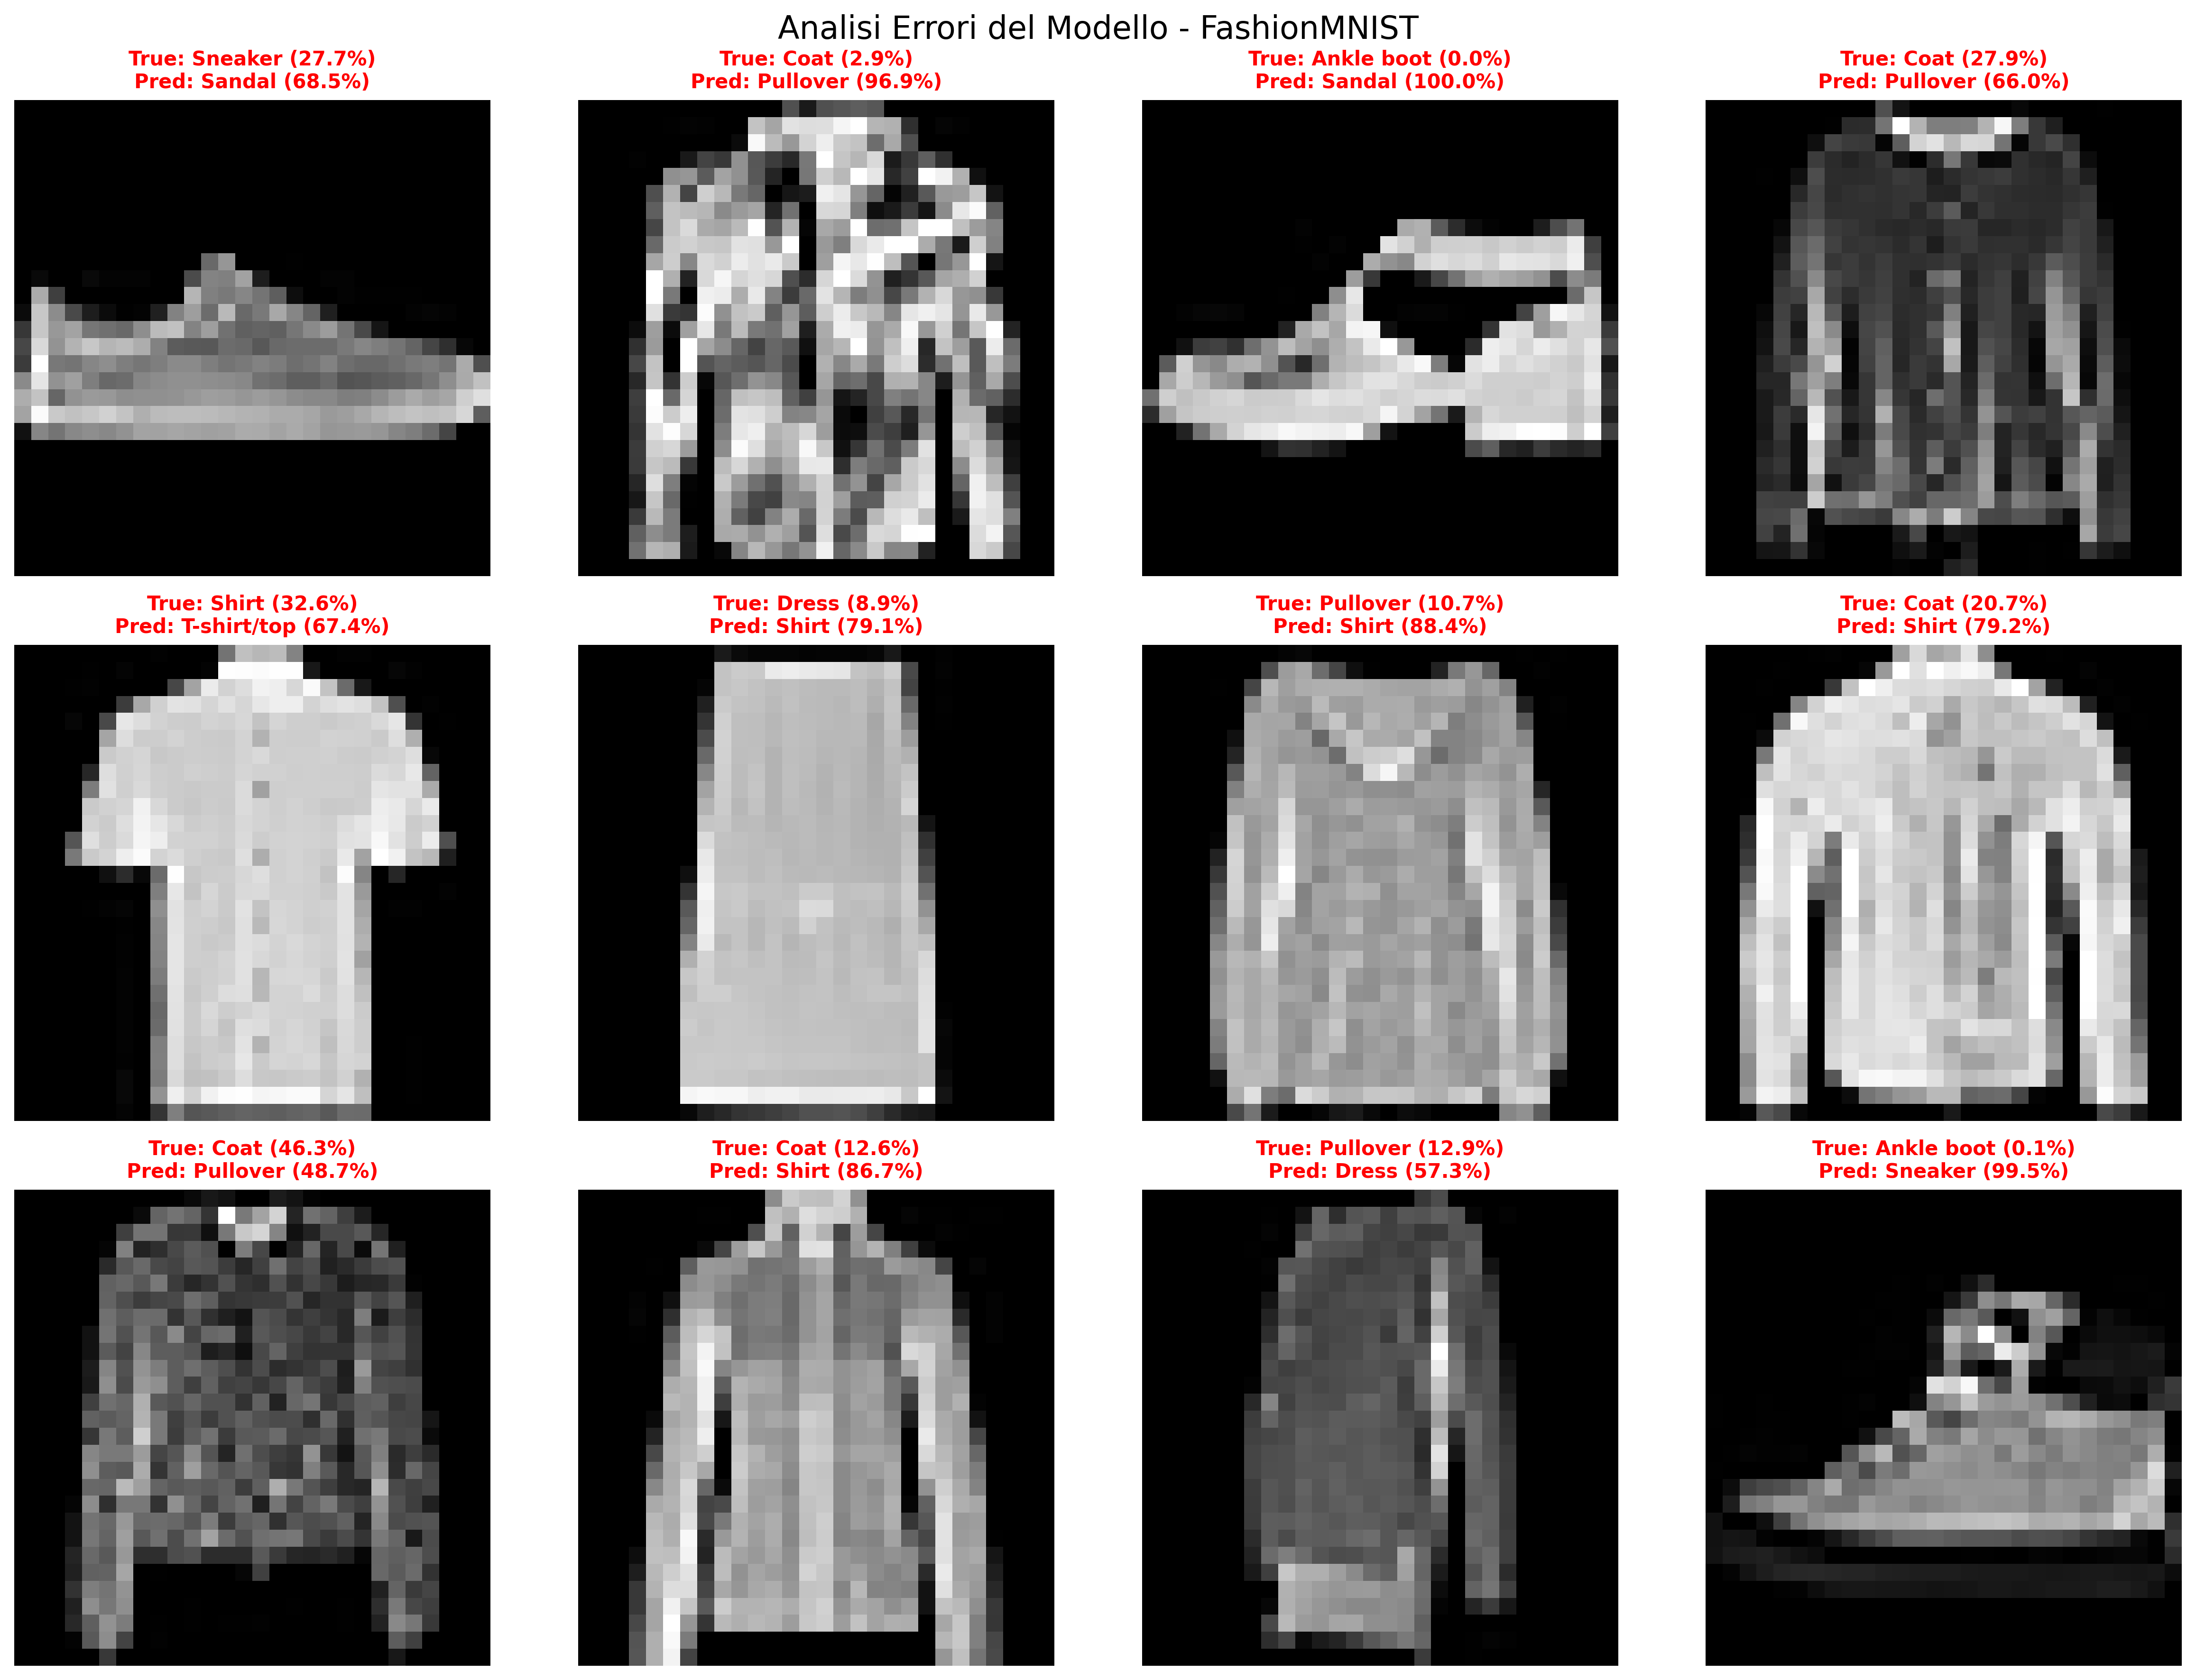 Analisi Errori del Modello - FashionMNIST
True: Sneaker (27.7%)
Pred: Sandal (68.5%)
True: Coat (2.9%)
Pred: Pullover (96.9%)
True: Ankle boot (0.0%)
Pred: Sandal (100.0%)
True: Coat (27.9%)
Pred: Pullover (66.0%)
True: Shirt (32.6%)
Pred: T-shirt/top (67.4%)
True: Dress (8.9%)
Pred: Shirt (79.1%)
True: Pullover (10.7%)
Pred: Shirt (88.4%)
True: Coat (20.7%)
Pred: Shirt (79.2%)
True: Coat (46.3%)
Pred: Pullover (48.7%)
True: Coat (12.6%)
Pred: Shirt (86.7%)
True: Pullover (12.9%)
Pred: Dress (57.3%)
True: Ankle boot (0.1%)
Pred: Sneaker (99.5%)